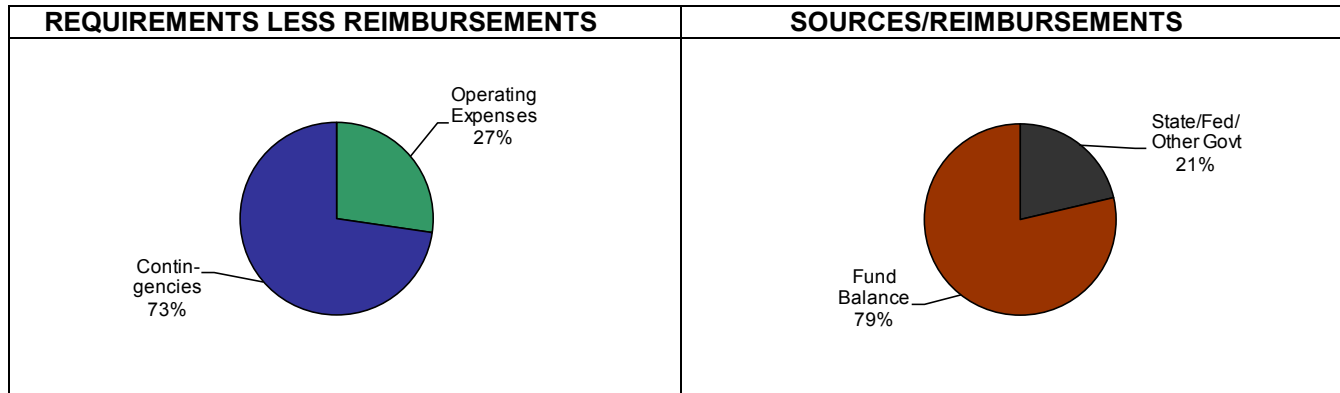 REQUIREMENTS LESS REIMBURSEMENTS
SOURCES/REIMBURSEMENTS
Operating
Expenses
27%
Contin-
gencies
73%
State/Fed/
Other Govt
21%
Fund
Balance
79%